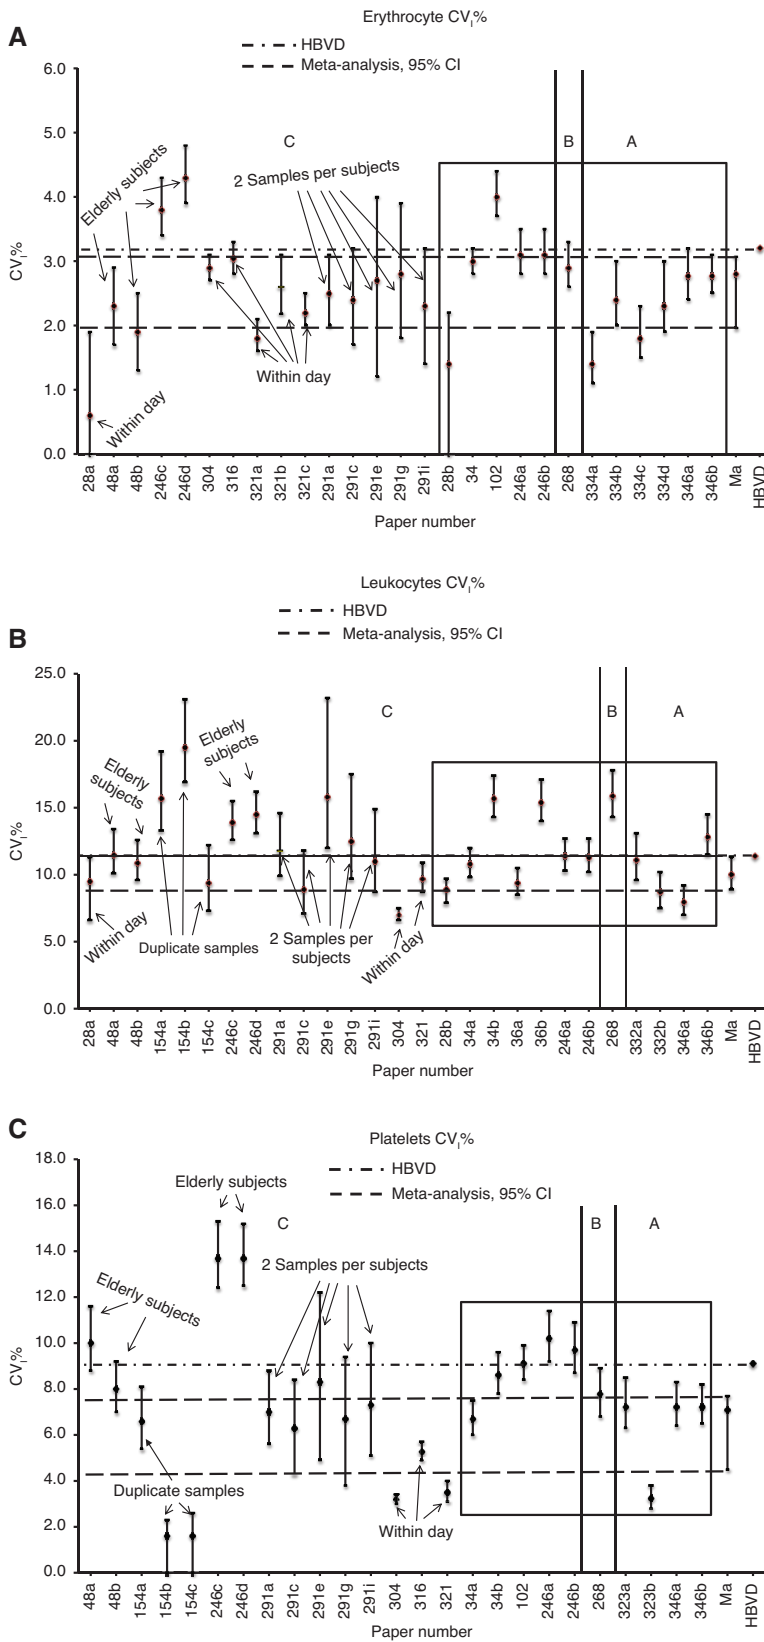 A
Erythrocyte CVI%
HBVD
Meta-analysis, 95% CI
6.0
5.0
4.0
3.0
2.0
1.0
0.0
CVI%
C
B
A
Elderly subjects
2 Samples per subjects
Within day
Within day
28a 48a 48b 246c 246d 304 316 321a 321b 321c 291a 291c 291e 291g 291i 28b 34 102 246a 246b 268 334a 334b 334c 334d 346a 346b Ma HBVD
Paper number
B
Leukocytes CVI%
HBVD
Meta-analysis, 95% CI
25.0
20.0
15.0
10.0
5.0
0.0
CVI%
C
B
A
Elderly
subjects
Elderly
subjects
Within day
Duplicate samples
2 Samples per
subjects
Within day
28a 48a 48b 154a 154b 154c 246c 246d 291a 291c 291e 291g 291i 304 321 28b 34a 34b 36a 36b 246a 246b 268 332a 332b 346a 346b Ma HBVD
Paper number
C
Platelets CVI%
HBVD
Meta-analysis, 95% CI
18.0
16.0
14.0
12.0
10.0
8.0
6.0
4.0
2.0
0.0
CVI%
Elderly subjects
C
B
A
2 Samples per subjects
Elderly subjects
Duplicate samples
Within day
48a 48b 154a 154b 154c 246c 246d 291a 291c 291e 291g 291i 304 316 321 34a 34b 102 246a 246b 268 323a 323b 346a 346b Ma HBVD
Paper number